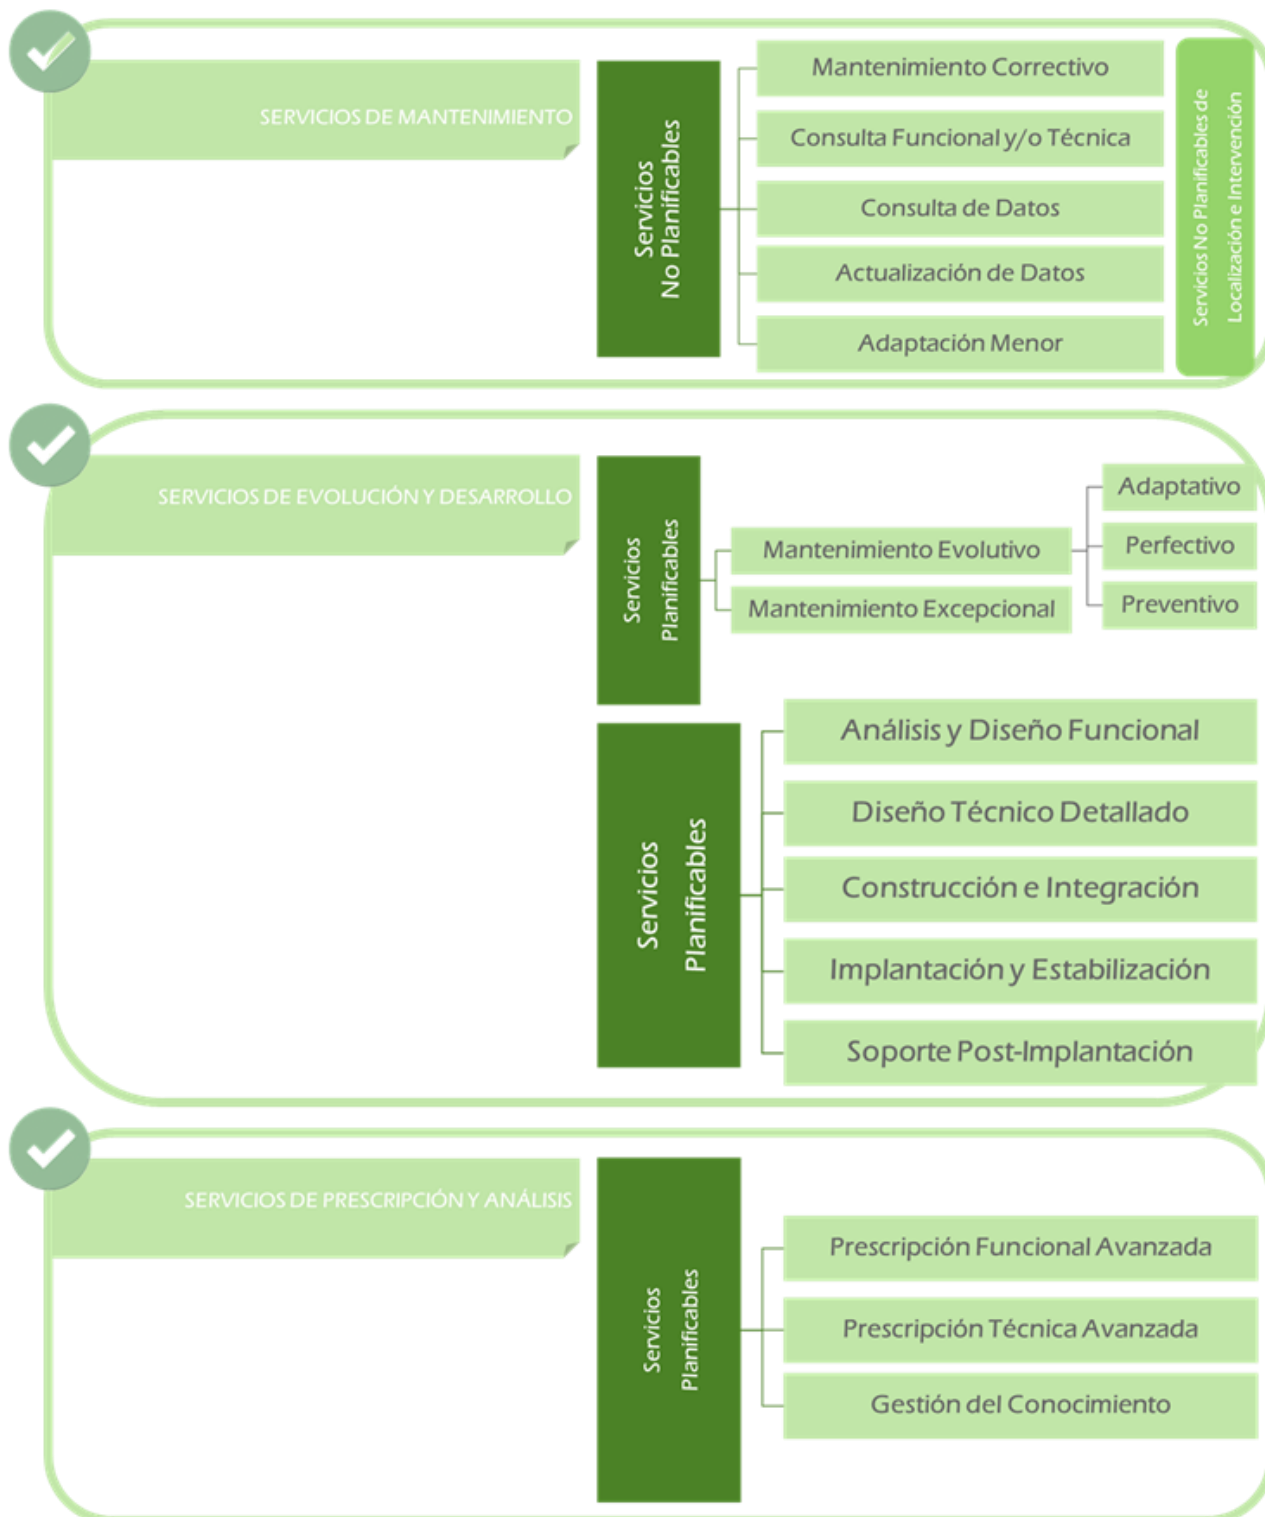 SERVICIOS DE MANTENIMIENTO
Servicios
No Planificables
Mantenimiento Correctivo
Consulta Funcional y/o Técnica
Consulta de Datos
Actualización de Datos
Adaptación Menor
Servicios No Planificables de
Localización e Intervención
SERVICIOS DE EVOLUCIÓN Y DESARROLLO
Servicios
Planificables
Mantenimiento Evolutivo
Mantenimiento Excepcional
Adaptativo
Perfectivo
Preventivo
Servicios
Planificables
Análisis y Diseño Funcional
Diseño Técnico Detallado
Construcción e Integración
Implantación y Estabilización
Soporte Post-Implantación
SERVICIOS DE PRESCRIPCIÓN Y ANÁLISIS
Servicios
Planificables
Prescripción Funcional Avanzada
Prescripción Técnica Avanzada
Gestión del Conocimiento